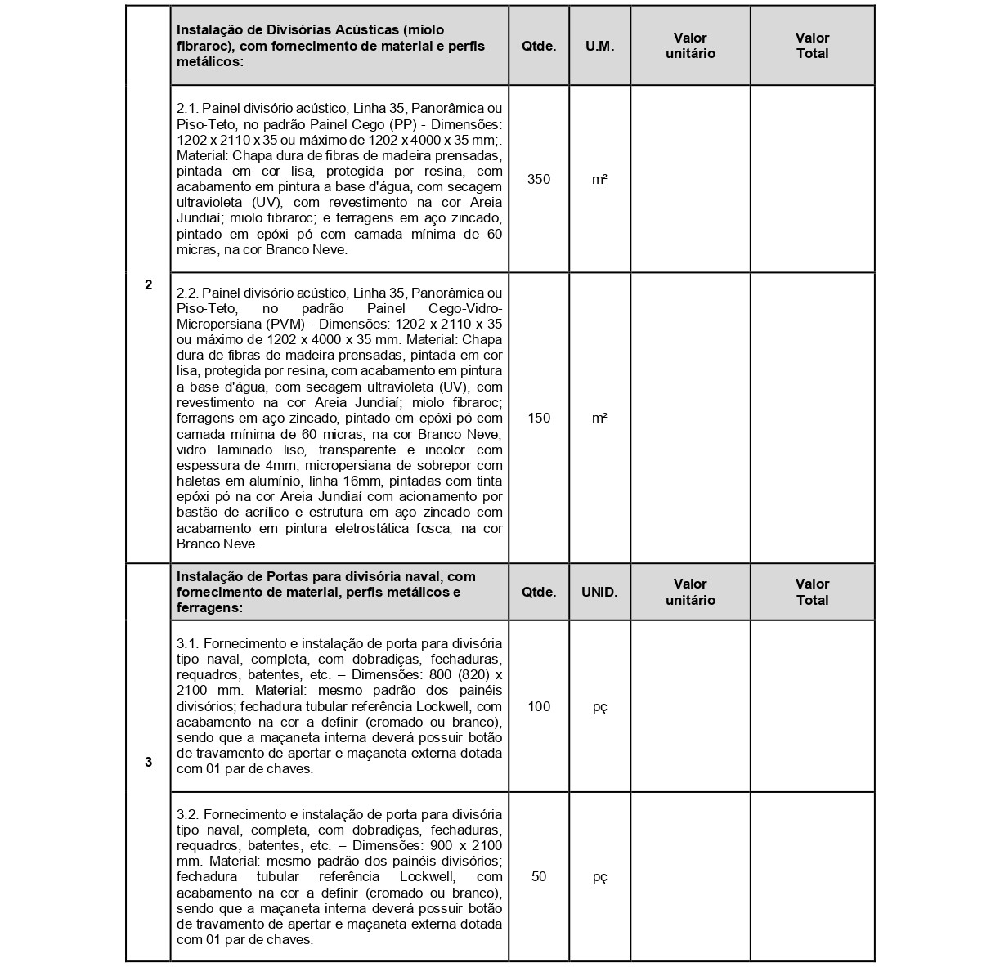 Instalação de Divisórias Acústicas (miolo
fibraroc), com fornecimento de material e perfis
metálicos:
Qtde.
U.M.
Valor
unitário
Valor
Total
2
2.1. Painel divisório acústico, Linha 35, Panorâmica ou
Piso-Teto, no padrão Painel Cego (PP) - Dimensões:
1202 x 2110 x 35 ou máximo de 1202 x 4000 x 35 mm;.
Material: Chapa dura de fibras de madeira prensadas,
pintada em cor lisa, protegida por resina, com
acabamento em pintura a base d'água, com secagem
ultravioleta (UV), com revestimento na cor Areia
Jundiaí; miolo fibraroc; e ferragens em aço zincado,
pintado em epóxi pó com camada mínima de 60
micras, na cor Branco Neve.
350
m²
2.2. Painel divisório acústico, Linha 35, Panorâmica ou
Piso-Teto, no padrão Painel Cego-Vidro-
Micropersiana (PVM) - Dimensões: 1202 x 2110 x 35
ou máximo de 1202 x 4000 x 35 mm. Material: Chapa
dura de fibras de madeira prensadas, pintada em cor
lisa, protegida por resina, com acabamento em pintura
a base d'água, com secagem ultravioleta (UV), com
revestimento na cor Areia Jundiaí; miolo fibraroc;
ferragens em aço zincado, pintado em epóxi pó com
camada mínima de 60 micras, na cor Branco Neve;
vidro laminado liso, transparente e incolor com
espessura de 4mm; micropersiana de sobrepor com
haletas em alumínio, linha 16mm, pintadas com tinta
epóxi pó na cor Areia Jundiaí com acionamento por
bastão de acrílico e estrutura em aço zincado com
acabamento em pintura eletrostática fosca, na cor
Branco Neve.
150
m²
3
Instalação de Portas para divisória naval, com
fornecimento de material, perfis metálicos e
ferragens:
Qtde.
UNID.
Valor
unitário
Valor
Total
3.1. Fornecimento e instalação de porta para divisória
tipo naval, completa, com dobradiças, fechaduras,
requadros, batentes, etc. – Dimensões: 800 (820) x
2100 mm. Material: mesmo padrão dos painéis
divisórios; fechadura tubular referência Lockwell, com
acabamento na cor a definir (cromado ou branco),
sendo que a maçaneta interna deverá possuir botão
de travamento de apertar e maçaneta externa dotada
com 01 par de chaves.
100
pç
3.2. Fornecimento e instalação de porta para divisória
tipo naval, completa, com dobradiças, fechaduras,
requadros, batentes, etc. – Dimensões: 900 x 2100
mm. Material: mesmo padrão dos painéis divisórios;
fechadura tubular referência Lockwell, com
acabamento na cor a definir (cromado ou branco),
sendo que a maçaneta interna deverá possuir botão
de travamento de apertar e maçaneta externa dotada
com 01 par de chaves.
50
pç